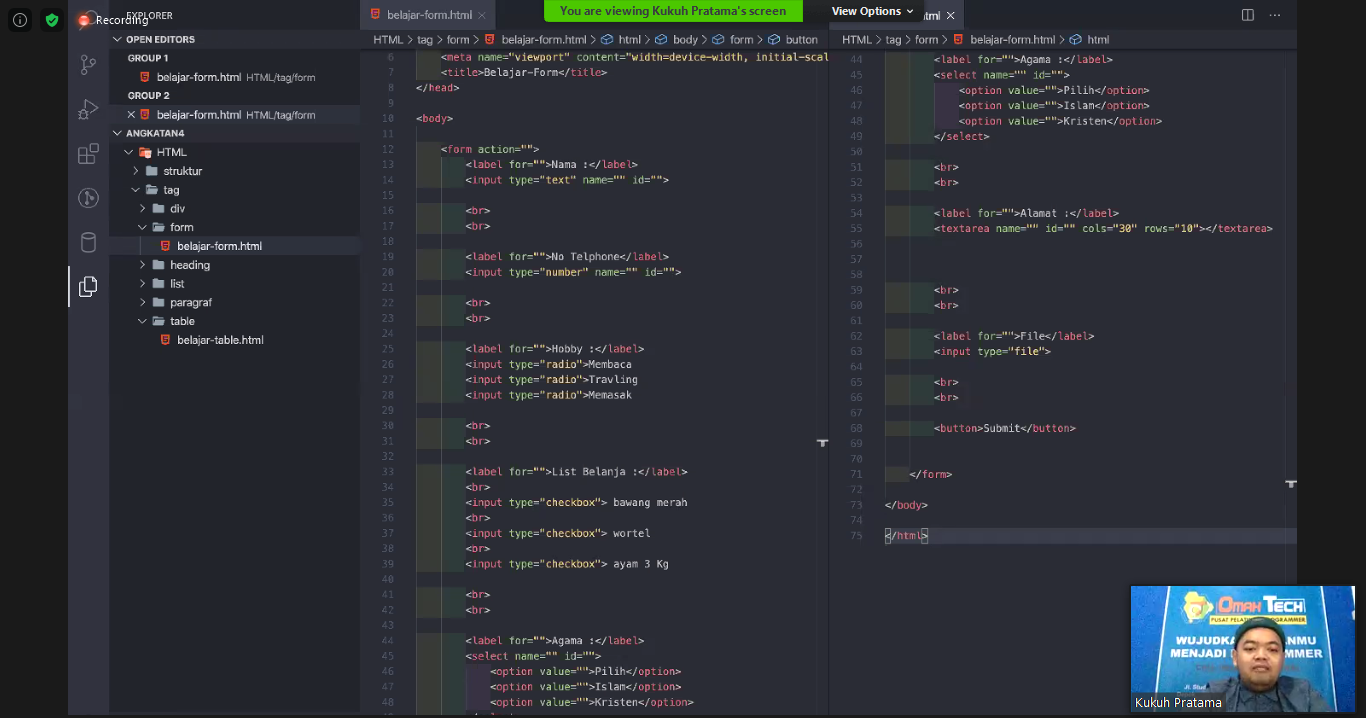 Recording
EXPLORER
OPEN EDITORS
GROUP 1
belajar-form.html HTML/tag/form
GROUP 2
belajar-form.html HTML/tag/form
ANGKATAN4
HTML
struktur
tag
div
form
belajar-form.html
heading
list
paragraf
table
belajar-table.html
You are viewing Kukuh Pratama's screen
View Options
belajar-form.html
HTML > tag > form > belajar-form.html > html > body > form > button
6 <meta name="viewport" content="width=device-width, initial-scal
7 <title>Belajar-Form</title>
8 </head>
9
10 <body>
11
12 <form action="">
13 <label for="">Nama :</label>
14 <input type="text" name="" id="">
15
16 <br>
17 <br>
18
19 <label for="">No Telphone</label>
20 <input type="number" name="" id="">
21
22 <br>
23 <br>
24
25 <label for="">Hobby :</label>
26 <input type="radio">Membaca
27 <input type="radio">Travling
28 <input type="radio">Memasak
29
30 <br>
31 <br>
32
33 <label for="">List Belanja :</label>
34 <br>
35 <input type="checkbox"> bawang merah
36 <br>
37 <input type="checkbox"> wortel
38 <br>
39 <input type="checkbox"> ayam 3 Kg
40
41 <br>
42 <br>
43
44 <label for="">Agama :</label>
45 <select name="" id="">
46 <option value="">Pilih</option>
47 <option value="">Islam</option>
48 <option value="">Kristen</option>
html
HTML > tag > form > belajar-form.html > html
44 <label for="">Agama :</label>
45 <select name="" id="">
46 <option value="">Pilih</option>
47 <option value="">Islam</option>
48 <option value="">Kristen</option>
49 </select>
50
51 <br>
52 <br>
53
54 <label for="">Alamat :</label>
55 <textarea name="" id="" cols="30" rows="10"></textarea>
56
57
58
59 <br>
60 <br>
61
62 <label for="">File</label>
63 <input type="file">
64
65 <br>
66 <br>
67
68 <button>Submit</button>
69
70
71 </form>
72
73 </body>
74
75 </html>
OMAH TECH
PUSAT
WUJUDKA
ANMU
MENJADI
MMER
Kukuh Pratama